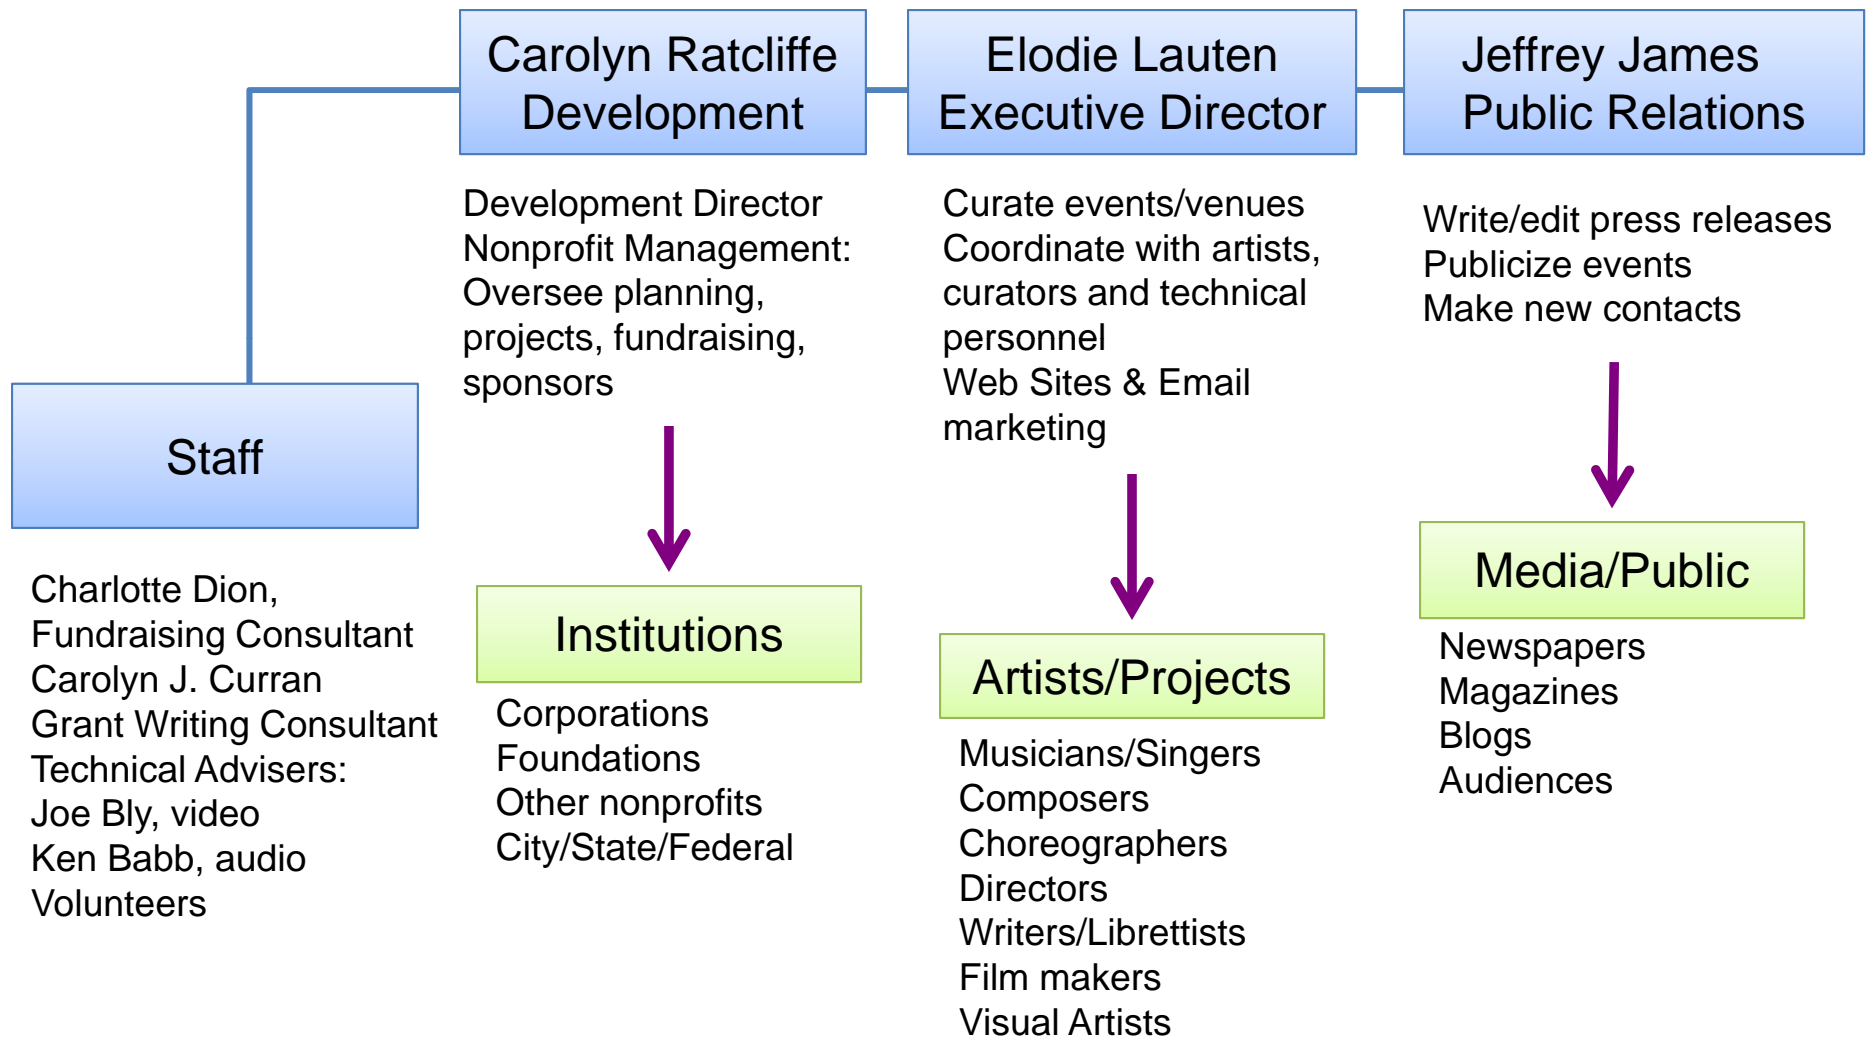 Carolyn Ratcliffe
Development
Elodie Lauten
Executive Director
Jeffrey James
Public Relations
Development Director
Nonprofit Management:
Oversee planning,
projects, fundraising,
sponsors
Curate events/venues
Coordinate with artists,
curators and technical
personnel
Web Sites & Email
marketing
Write/edit press releases
Publicize events
Make new contacts
Staff
Charlotte Dion,
Fundraising Consultant
Carolyn J. Curran
Grant Writing Consultant
Technical Advisers:
Joe Bly, video
Ken Babb, audio
Volunteers
Institutions
Corporations
Foundations
Other nonprofits
City/State/Federal
Artists/Projects
Musicians/Singers
Composers
Choreographers
Directors
Writers/Librettists
Film makers
Visual Artists
Media/Public
Newspapers
Magazines
Blogs
Audiences